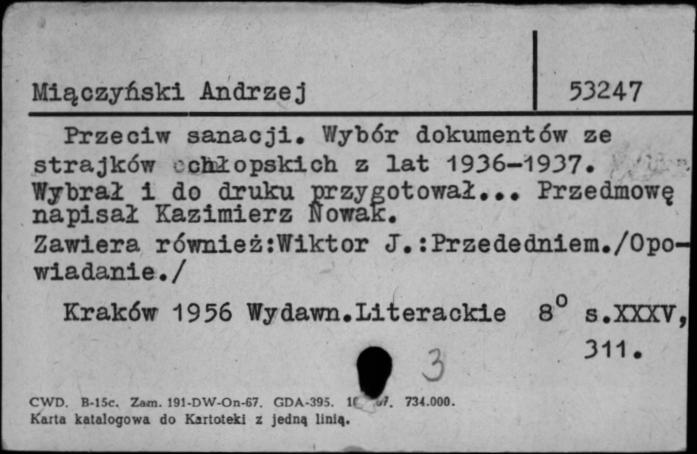 Miączyński Andrzej 53247
Przeciw sanacji. Wybór dokumentów ze
strajków chłopskich z lat 1936-1937.
Wybrał i do druku przygotował... Przedmowę
napisał Kazimierz Nowak.
Zawiera również:Wiktor J.:Przededniem./Opo-
wiadanie./
Kraków 1956 Wydawn.Literackie 8° s.XXXV,
311.
3
CWD. B-15c. Zam. 191-DW-On-67. GDA-395. 734.000.
Karta katalogowa do Kartoteki z jedną linią.